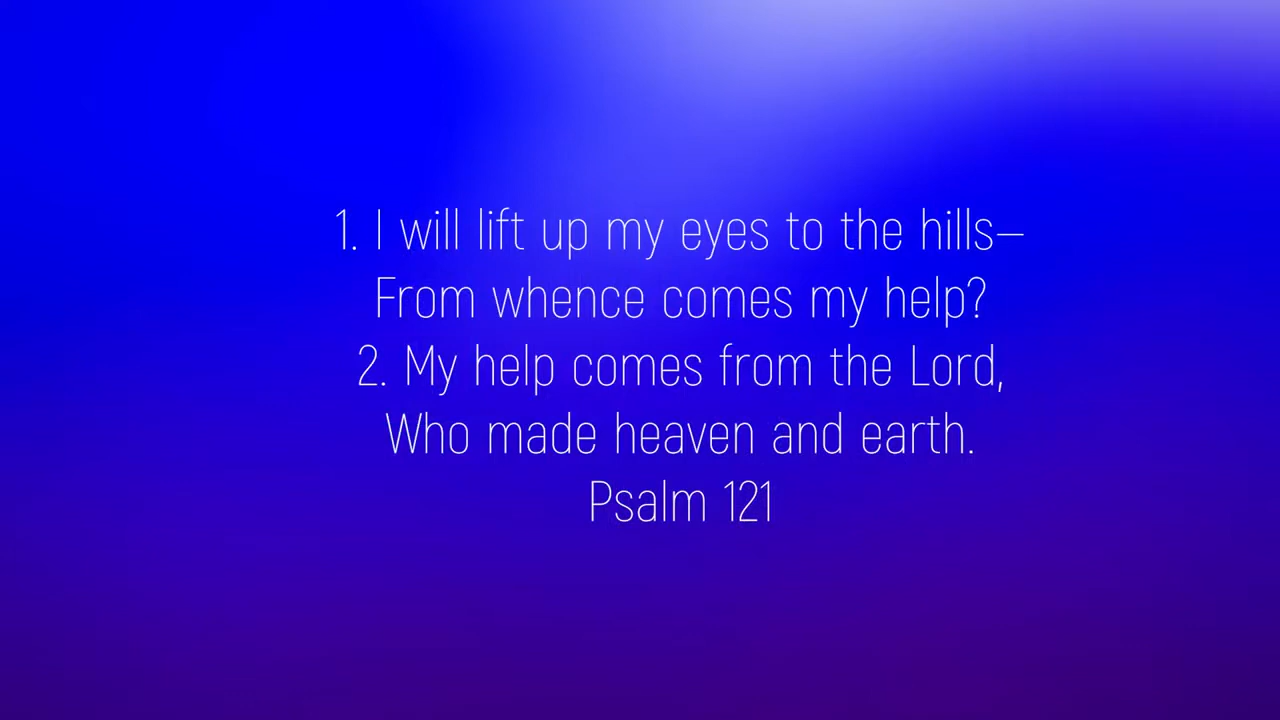 1. I will lift up my eyes to the hills—
From whence comes my help?
2. My help comes from the Lord,
Who made heaven and earth.
Psalm 121